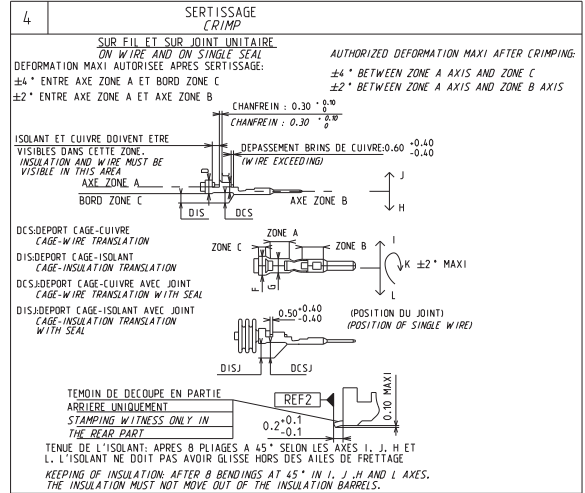 4
SERTISSAGE
CRIMP
SUR FIL ET SUR JOINT UNITAIRE
ON WIRE AND ON SINGLE SEAL
DEFORMATION MAXI AUTORISEE APRES SERTISSAGE:
±4° ENTRE AXE ZONE A ET BORD ZONE C
±2° ENTRE AXE ZONE A ET AXE ZONE B
AUTHORIZED DEFORMATION MAXI AFTER CRIMPING:
±4° BETWEEN ZONE A AXIS AND ZONE C
±2° BETWEEN ZONE A AXIS AND ZONE B AXIS
CHANFREIN : 0.30 +0.10 0
CHANFREIN : 0.30 +0.10 0
ISOLANT ET CUIVRE DOIVENT ETRE
VISIBLES DANS CETTE ZONE.
INSULATION AND WIRE MUST BE
VISIBLE IN THIS AREA
DEPASSEMENT BRINS DE CUIVRE:0.60 +0.40 -0.40
(WIRE EXCEEDING)
AXE ZONE A
BORD ZONE C
AXE ZONE B
J
H
DIS
DCS
DCS:DEPORT CAGE-CUIVRE
CAGE-WIRE TRANSLATION
DIS:DEPORT CAGE-ISOLANT
CAGE-INSULATION TRANSLATION
DCSJ:DEPORT CAGE-CUIVRE AVEC JOINT
CAGE-WIRE TRANSLATION WITH SEAL
DISJ:DEPORT CAGE-ISOLANT AVEC JOINT
CAGE-INSULATION TRANSLATION
WITH SEAL
ZONE A
ZONE C
ZONE B
I
K ±2° MAXI
L
F
G
0.50 +0.40 -0.40
(POSITION DU JOINT)
(POSITION OF SINGLE WIRE)
DISJ
DCSJ
TEMOIN DE DECOUPE EN PARTIE
ARRIERE UNIQUEMENT
STAMPING WITNESS ONLY IN
THE REAR PART
REF2
0.2 +0.1 -0.1
0.10 MAXI
TENUE DE L'ISOLANT: APRES 8 PLIAGES A 45° SELON LES AXES I, J, H ET
L. L'ISOLANT NE DOIT PAS AVOIR GLISSE HORS DES AILES DE FRETTAGE
KEEPING OF INSULATION: AFTER 8 BENDINGS AT 45° IN I, J ,H AND L AXES.
THE INSULATION MUST NOT MOVE OUT OF THE INSULATION BARRELS.